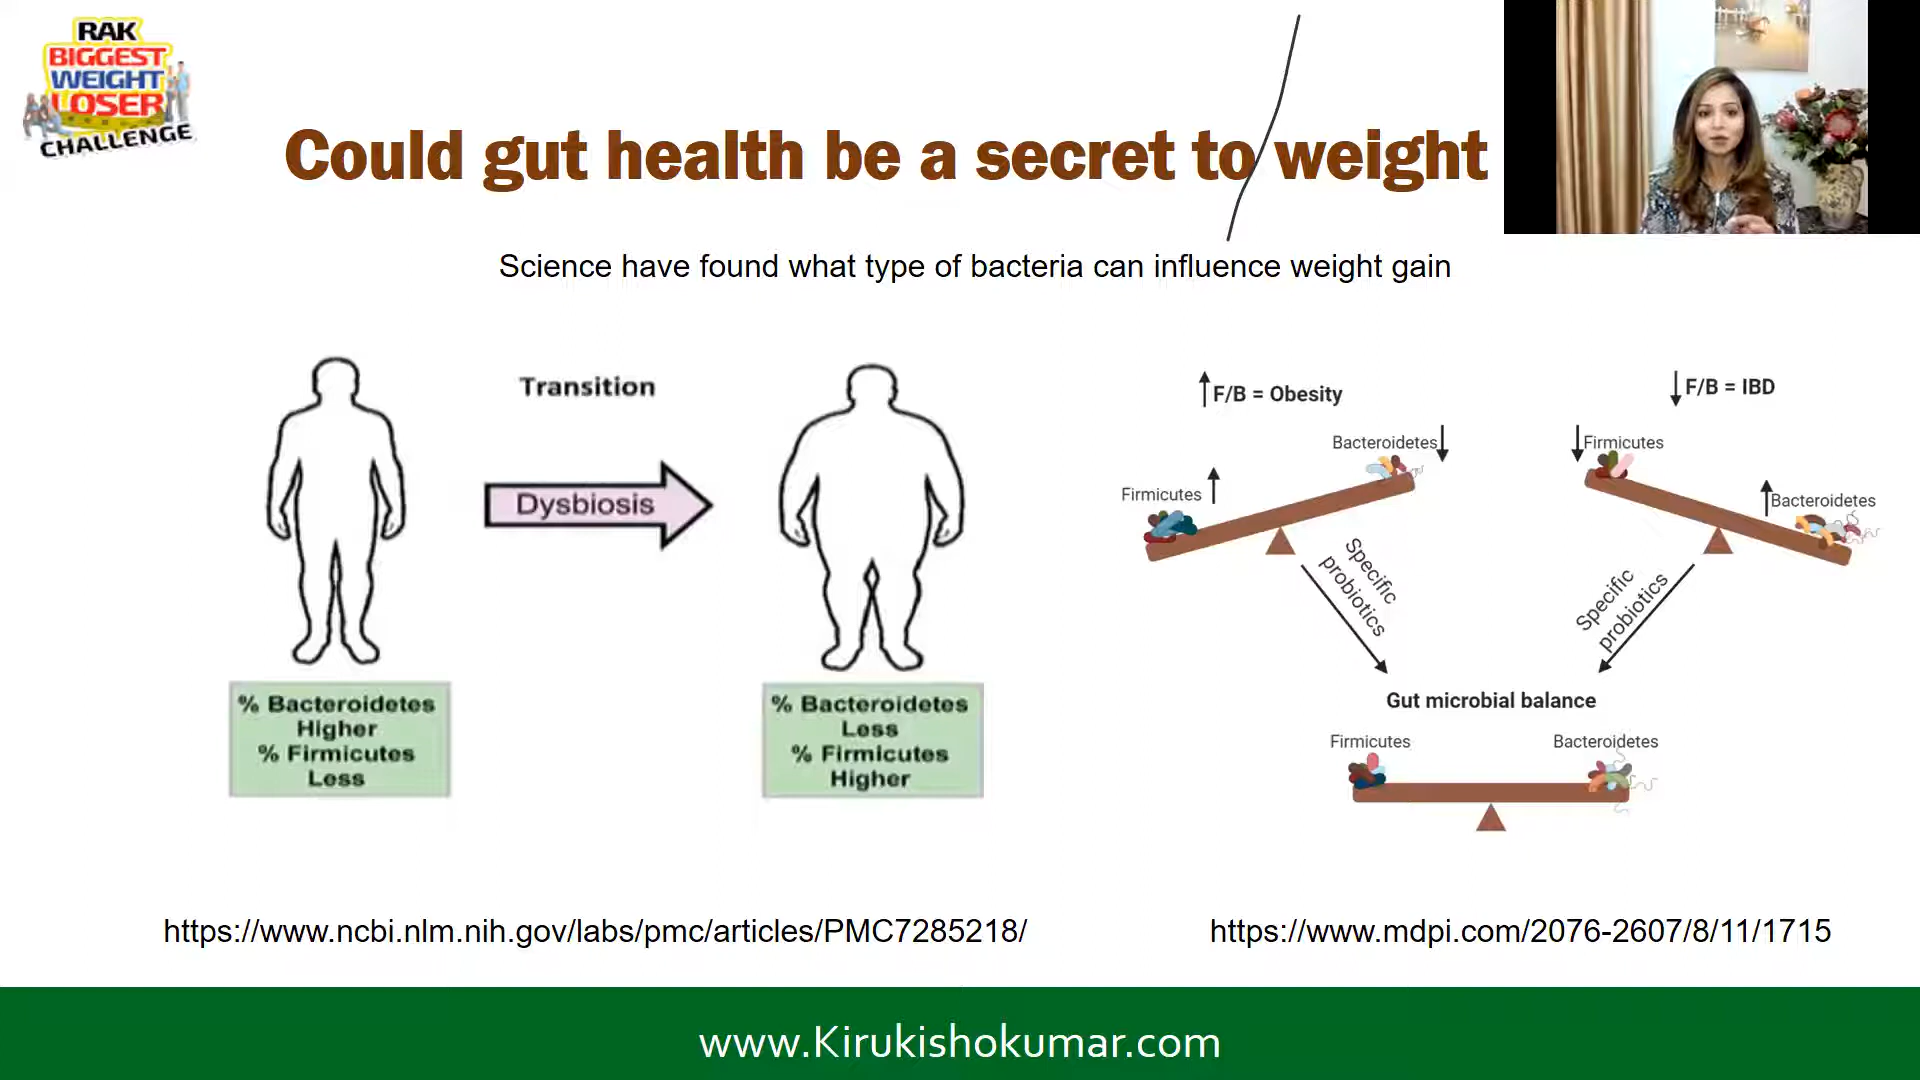 RAK
BIGGEST
WEIGHT
LOSER
CHALLENGE
Could gut health be a secret to weight
Science have found what type of bacteria can influence weight gain
Transition
Dysbiosis
% Bacteroidetes
Higher
% Firmicutes
Less
% Bacteroidetes
Less
% Firmicutes
Higher
F/B = Obesity
Bacteroidetes
Firmicutes
Specific
probiotics
F/B = IBD
Firmicutes
Bacteroidetes
Specific
probiotics
Gut microbial balance
Firmicutes
Bacteroidetes
https://www.ncbi.nlm.nih.gov/labs/pmc/articles/PMC7285218/
https://www.mdpi.com/2076-2607/8/11/1715
www.Kirukishokumar.com